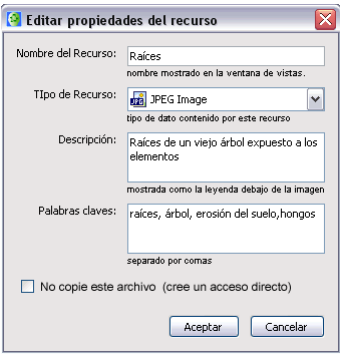 Editar propiedades del recurso
Nombre del Recurso: Raíces
nombre mostrado en la ventana de vistas.
TIpo de Recurso: JPEG Image
tipo de dato contenido por este recurso
Descripción: Raíces de un viejo árbol expuesto a los
elementos
mostrada como la leyenda debajo de la imagen
Palabras claves: raíces, árbol, erosión del suelo,hongos
separado por comas
No copie este archivo (cree un acceso directo)
Aceptar Cancelar